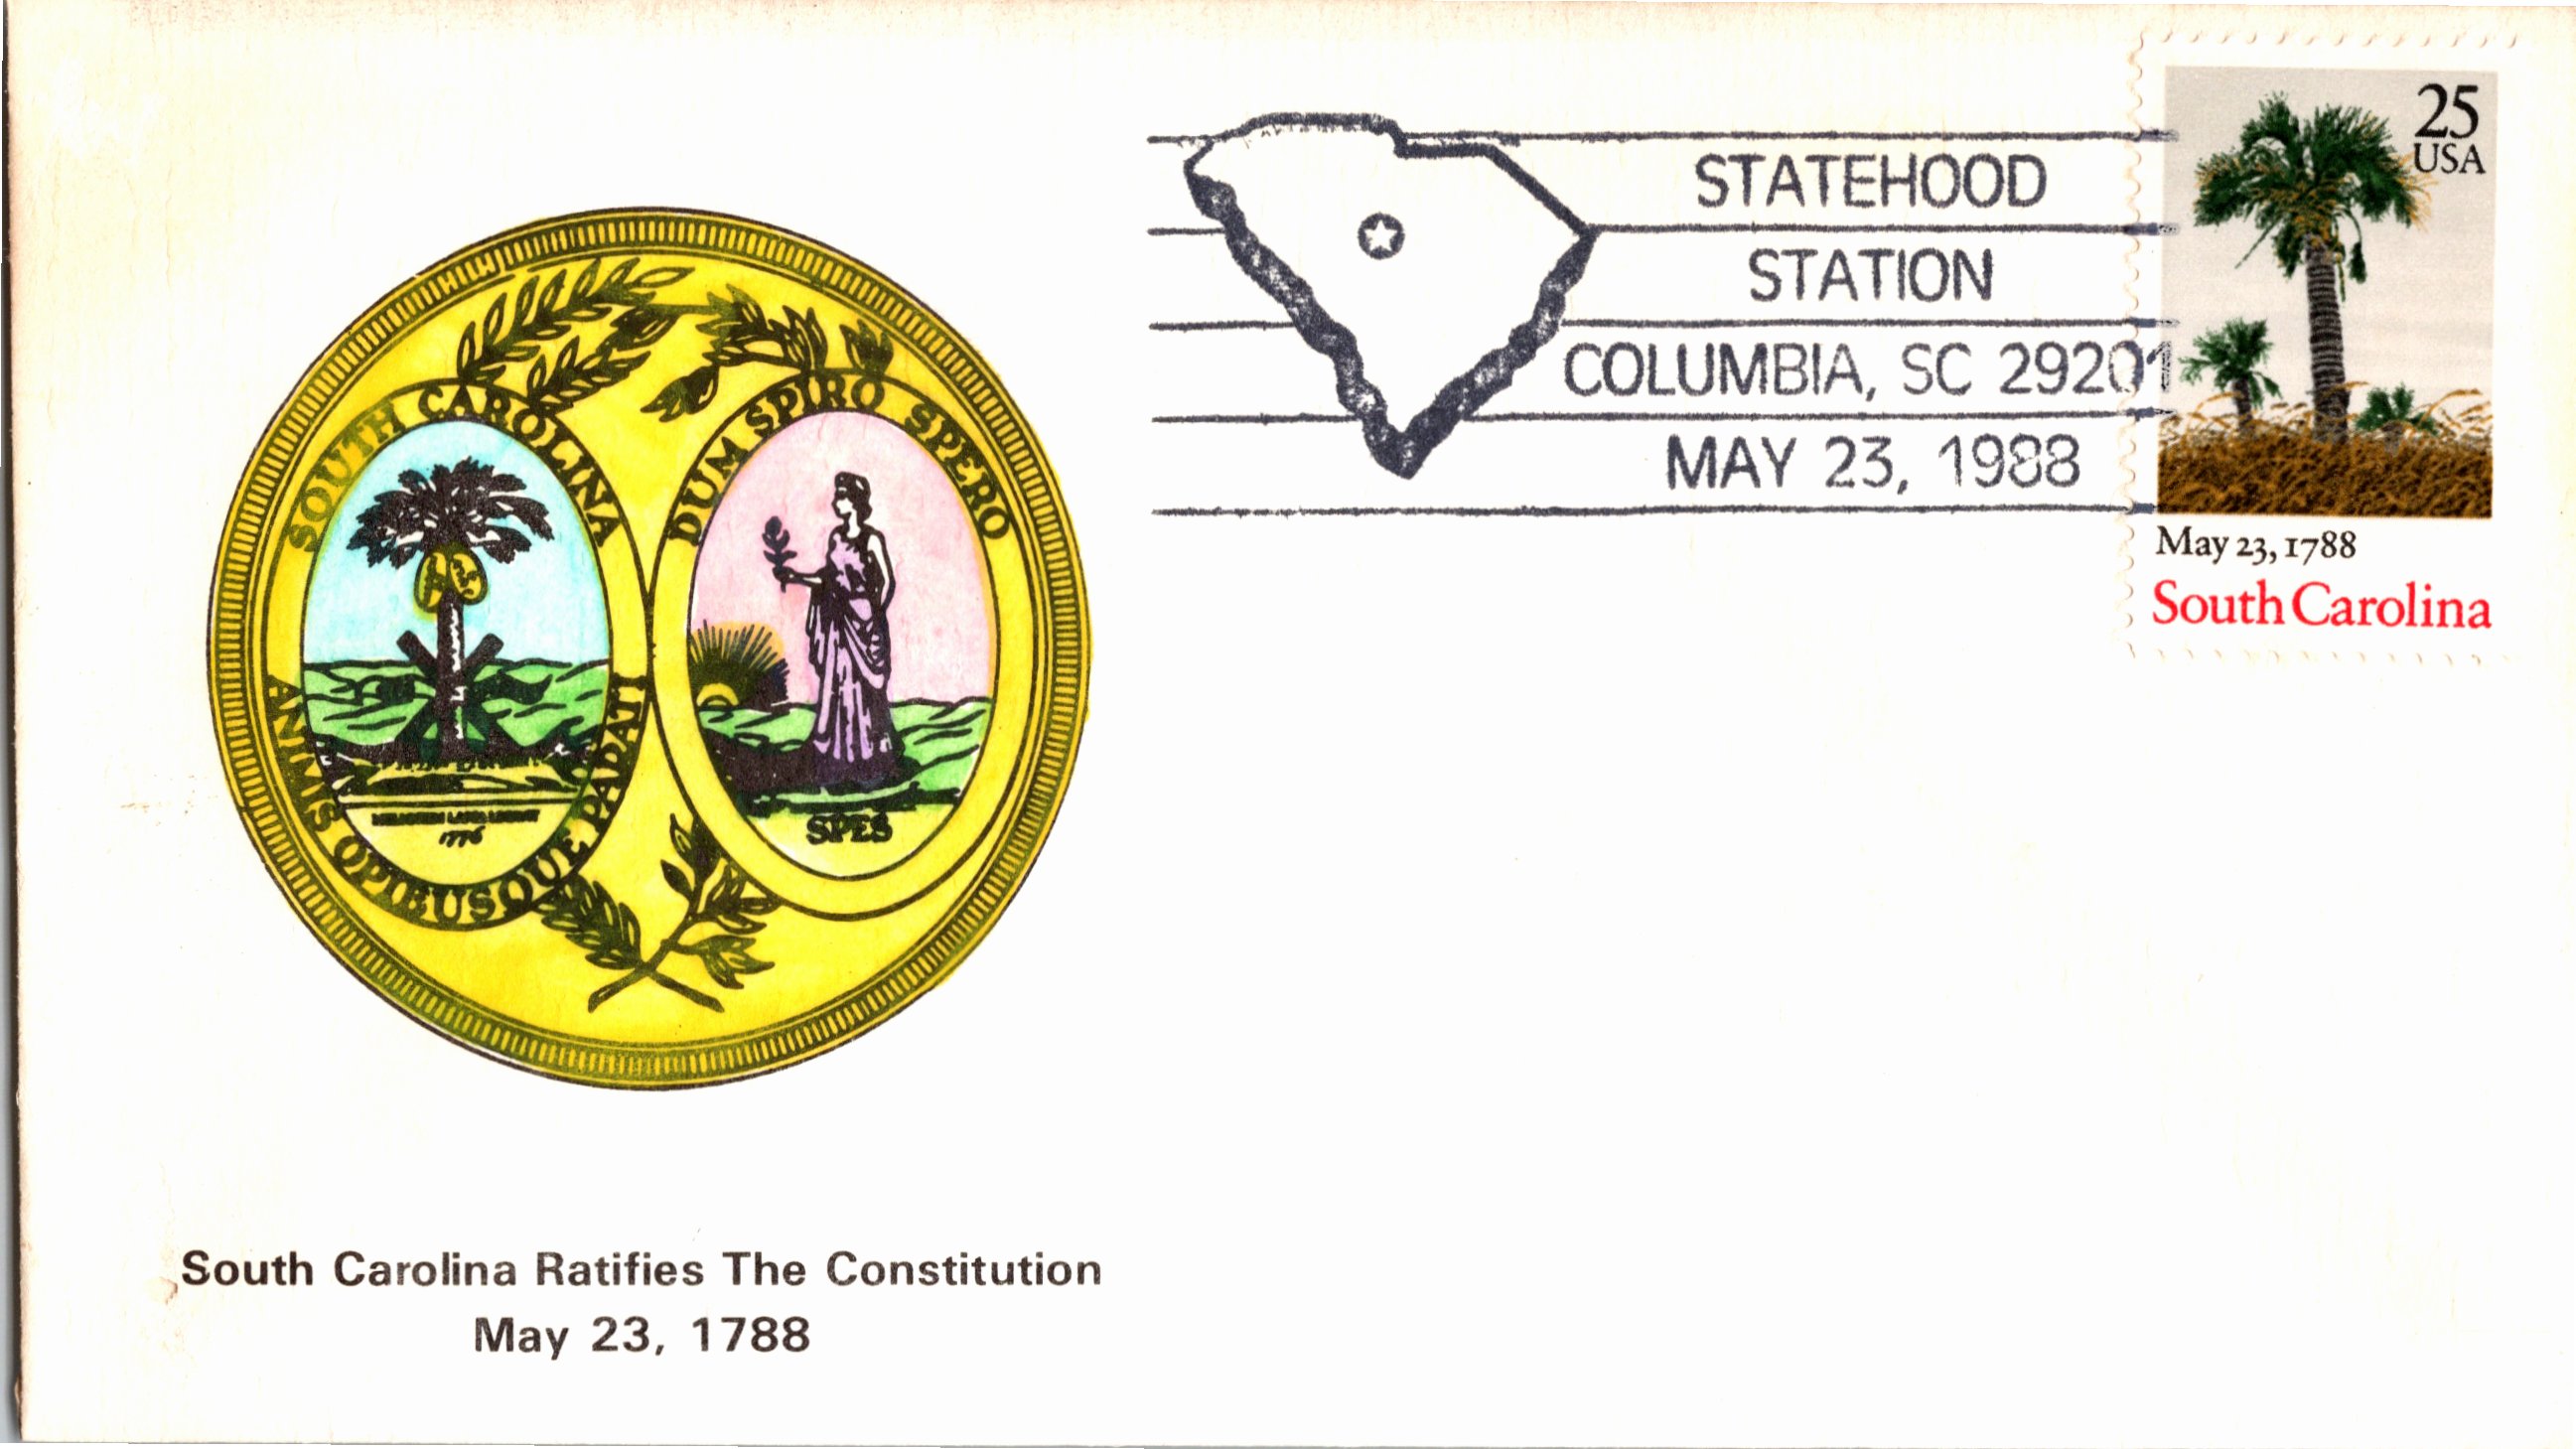 SOUTH CAROLINA
ANIMIS OPIBUSQUE PARATI
1776
DUM SPIRO SPERO
SPES
STATEHOOD
STATION
COLUMBIA, SC 29201
MAY 23, 1988
25
USA
May 23, 1788
South Carolina
South Carolina Ratifies The Constitution
May 23, 1788